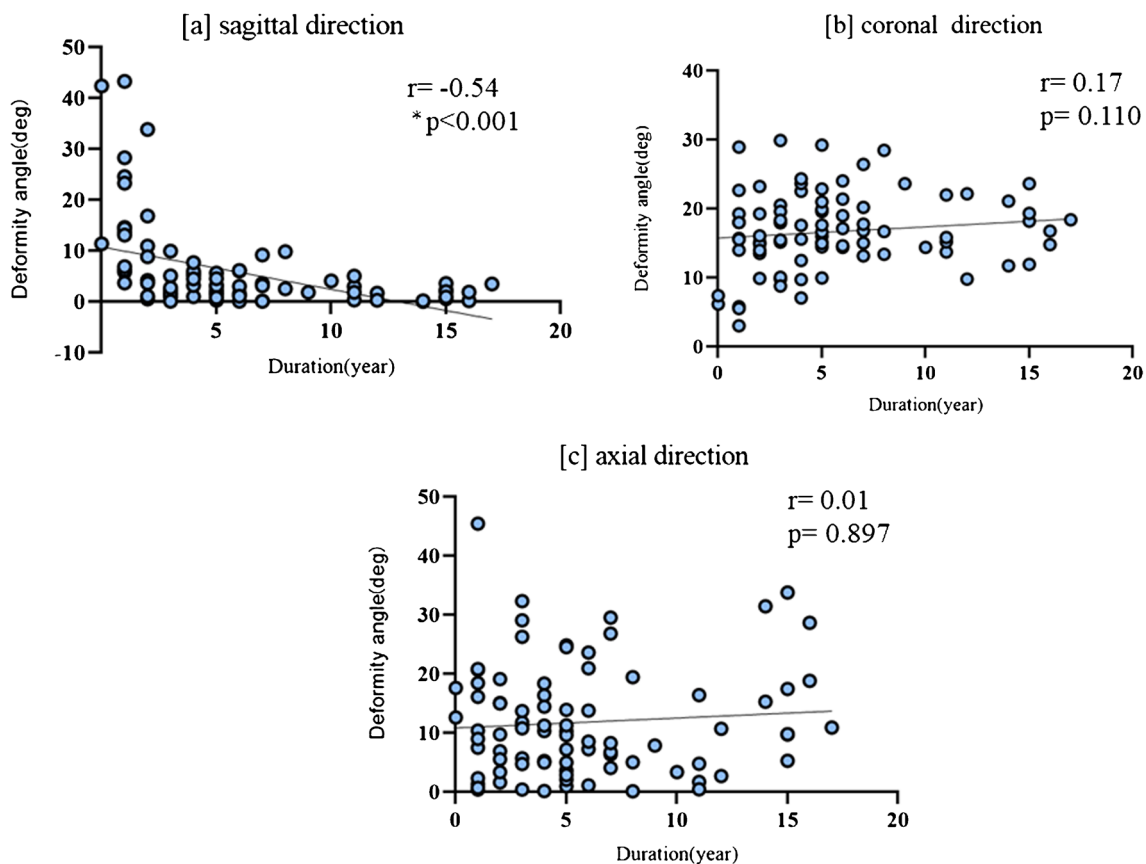 [a] sagittal direction
r= -0.54
*p<0.001
Deformity angle(deg)
50
40
30
20
10
0
-10
5
10
15
20
Duration(year)
[b] coronal direction
r= 0.17
p= 0.110
Deformity angle(deg)
40
30
20
10
0
0
5
10
15
20
Duration(year)
[c] axial direction
r= 0.01
p= 0.897
Deformity angle(deg)
50
40
30
20
10
0
0
5
10
15
20
Duration(year)